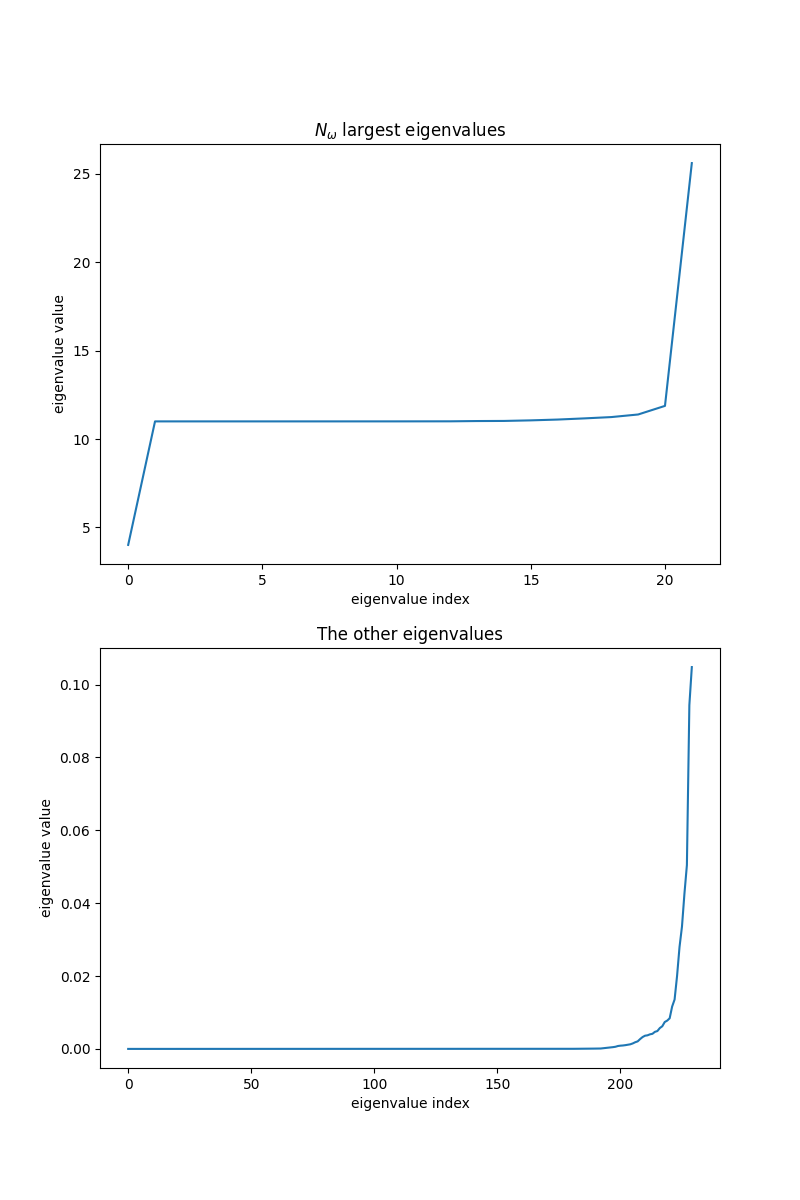 N_ω largest eigenvalues
25
20
15
10
5
eigenvalue value
0 5 10 15 20
eigenvalue index
The other eigenvalues
0.10
0.08
0.06
0.04
0.02
0.00
eigenvalue value
0 50 100 150 200
eigenvalue index